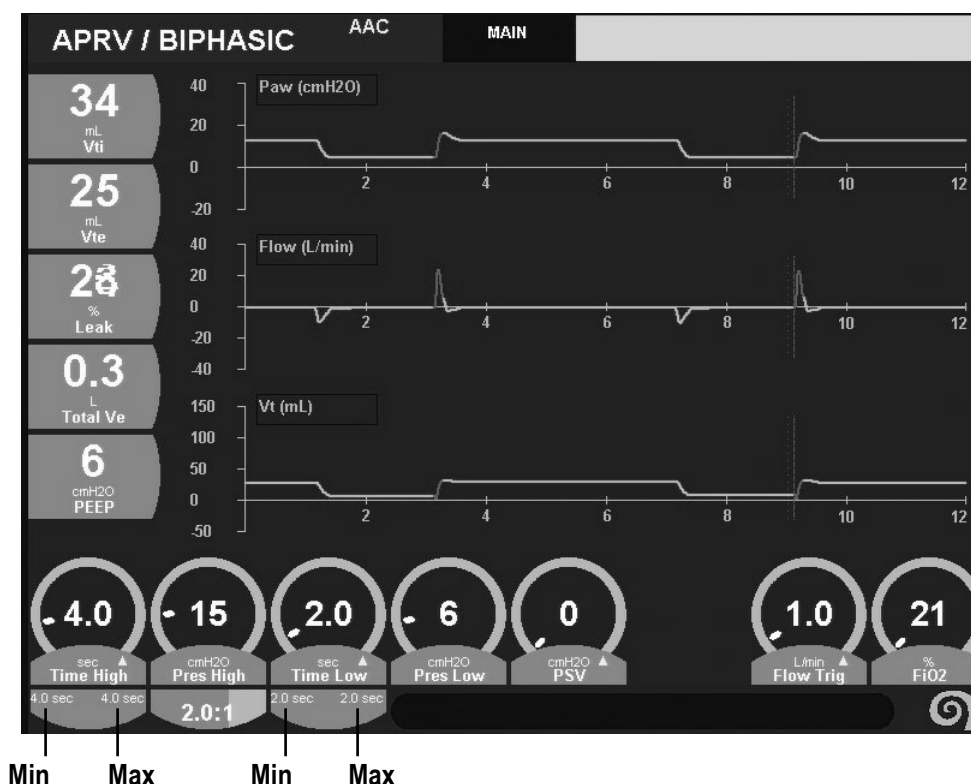 APRV / BIPHASIC
AAC
MAIN
34
mL
Vti
25
mL
Vte
%
Leak
0.3
L
Total Ve
6
cmH2O
PEEP
Paw (cmH2O)
40
20
0
-20
2 4 6 8 10 12
Flow (L/min)
40
20
0
-20
-40
2 4 6 8 10 12
Vt (mL)
150
100
50
0
-50
2 4 6 8 10 12
4.0
sec
Time High
15
cmH2O
Pres High
2.0
sec
Time Low
6
cmH2O
Pres Low
0
cmH2O
PSV
1.0
L/min
Flow Trig
21
%
FiO2
4.0 sec 4.0 sec
2.0:1
2.0 sec 2.0 sec
Min Max Min Max